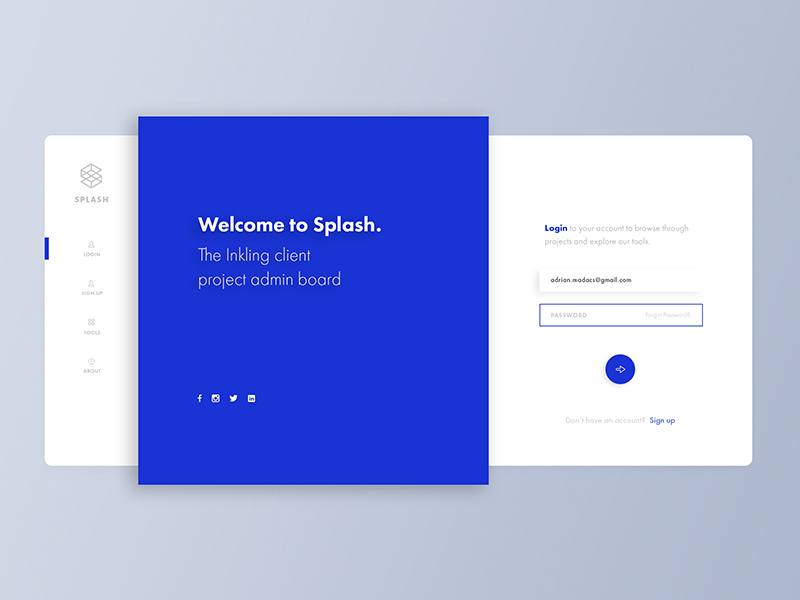 SPLASH
LOGIN
SIGN UP
TOOLS
ABOUT
Welcome to Splash.
The Inkling client
project admin board
Login to your account to browse through
projects and explore our tools.
adrian.madacs@gmail.com
PASSWORD Forgot Password?
Don't have an account? Sign up